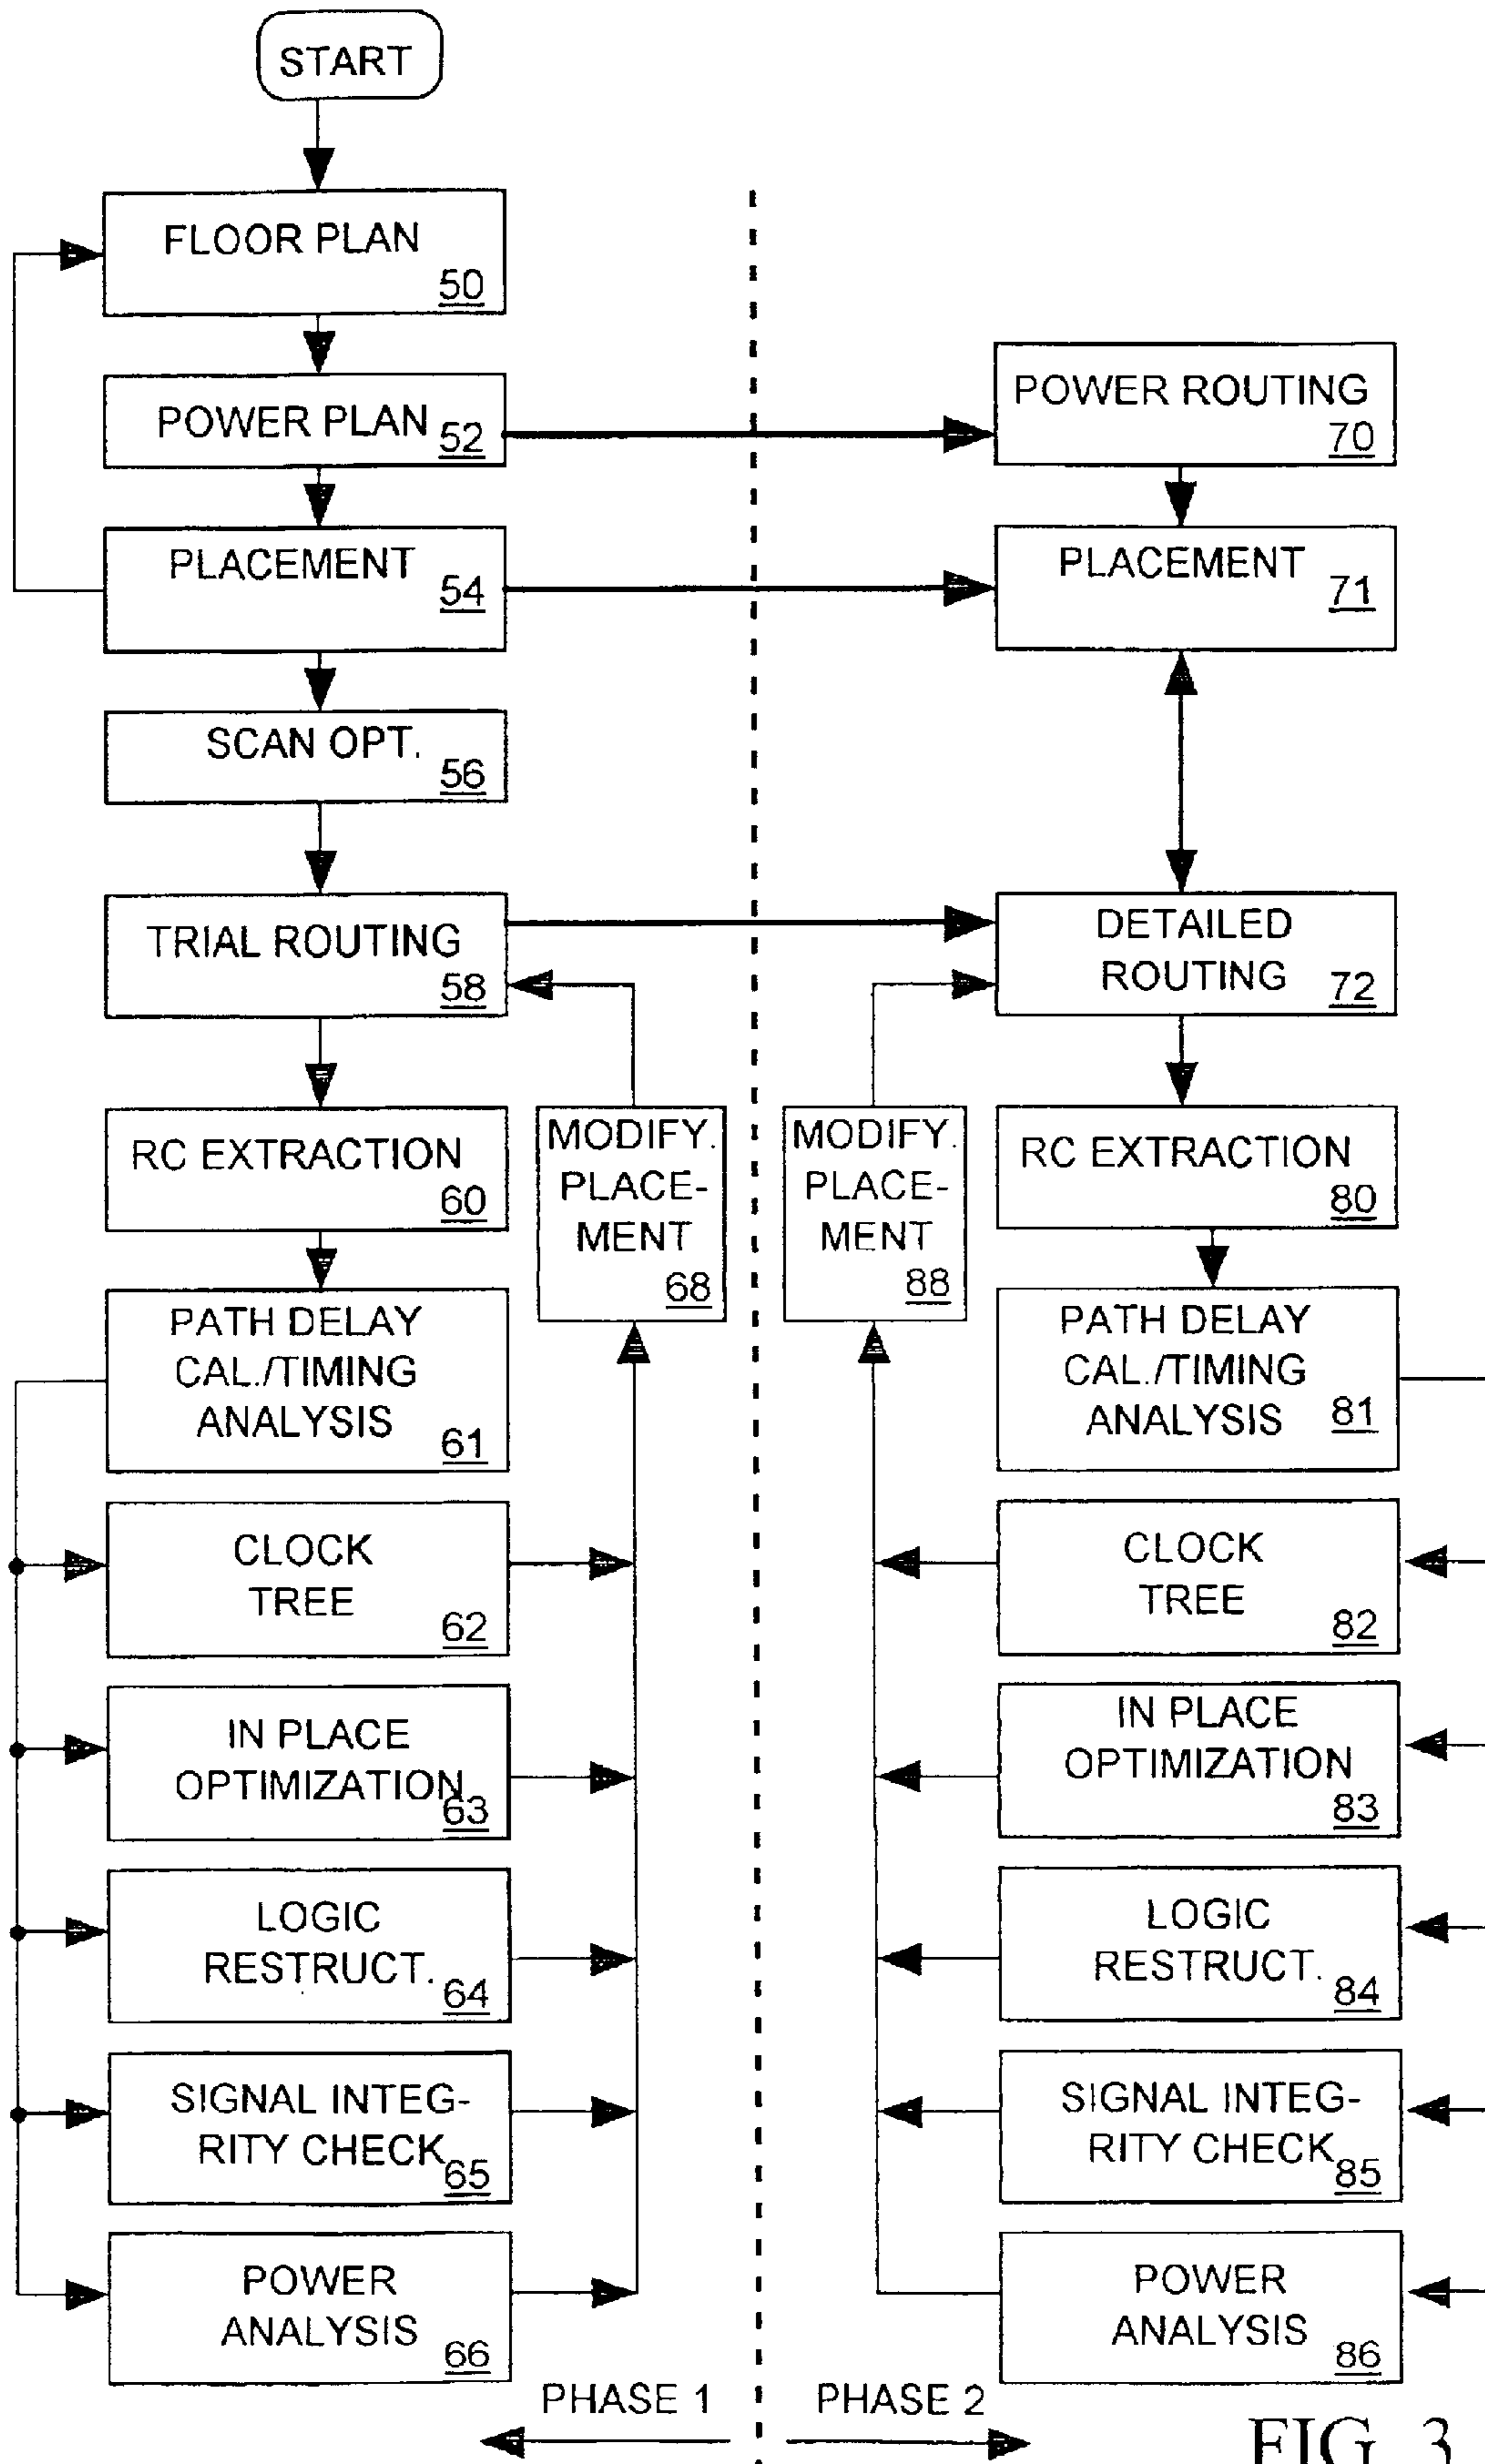 START
FLOOR PLAN
50
POWER PLAN
52
PLACEMENT
54
SCAN OPT.
56
TRIAL ROUTING
58
RC EXTRACTION
60
MODIFY.
PLACE-
MENT
68
PATH DELAY
CAL./TIMING
ANALYSIS
61
CLOCK
TREE
62
IN PLACE
OPTIMIZATION
63
LOGIC
RESTRUCT.
64
SIGNAL INTEG-
RITY CHECK
65
POWER
ANALYSIS
66
PHASE 1
POWER ROUTING
70
PLACEMENT
71
DETAILED
ROUTING
72
MODIFY.
PLACE-
MENT
88
RC EXTRACTION
80
PATH DELAY
CAL./TIMING
ANALYSIS
81
CLOCK
TREE
82
IN PLACE
OPTIMIZATION
83
LOGIC
RESTRUCT.
84
SIGNAL INTEG-
RITY CHECK
85
POWER
ANALYSIS
86
PHASE 2
FIG. 3